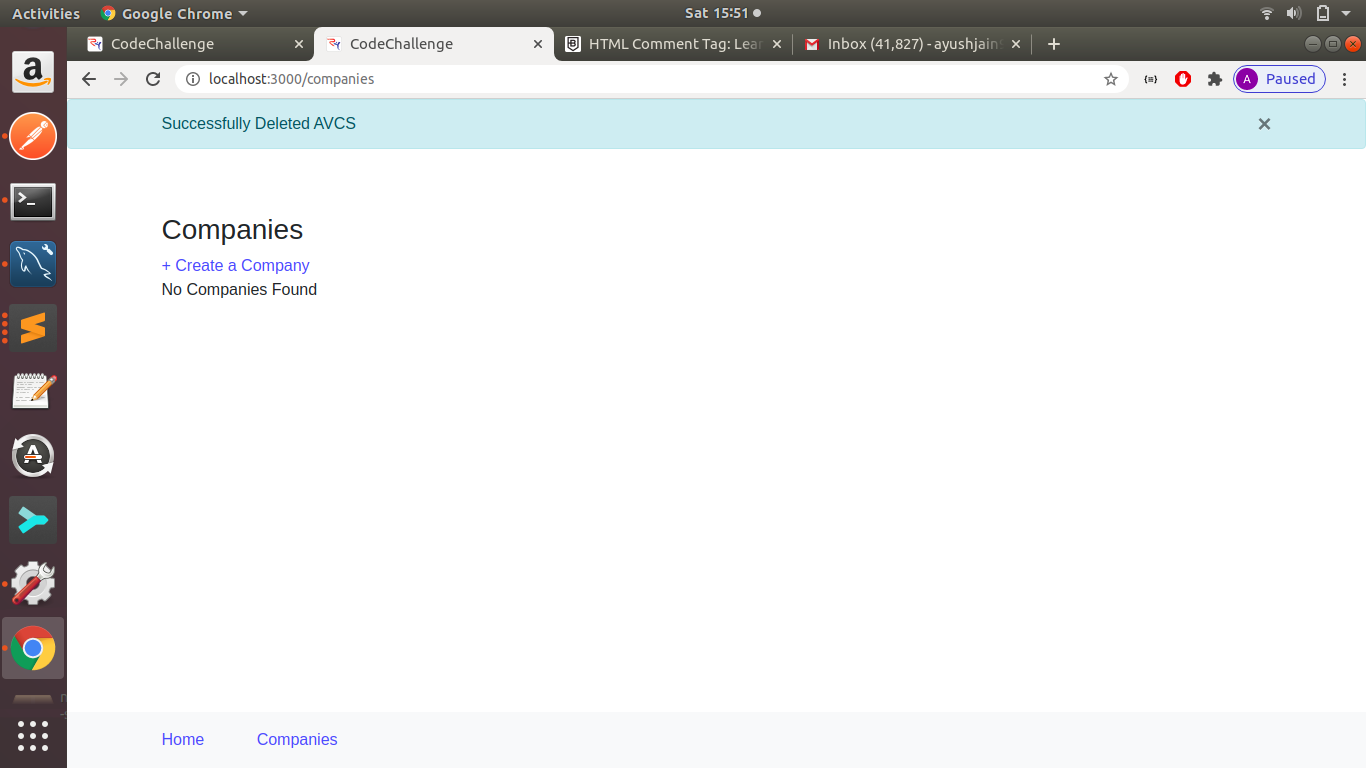 Activities Google Chrome Sat 15:51
CodeChallenge CodeChallenge HTML Comment Tag: Lear Inbox (41,827) - ayushjain
localhost:3000/companies A Paused
Successfully Deleted AVCS ×
Companies
+ Create a Company
No Companies Found
Home Companies